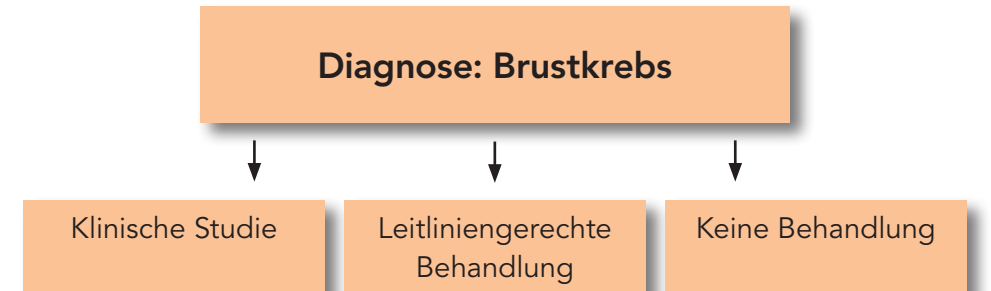 Diagnose: Brustkrebs
Klinische Studie
Leitliniengerechte
Behandlung
Keine Behandlung